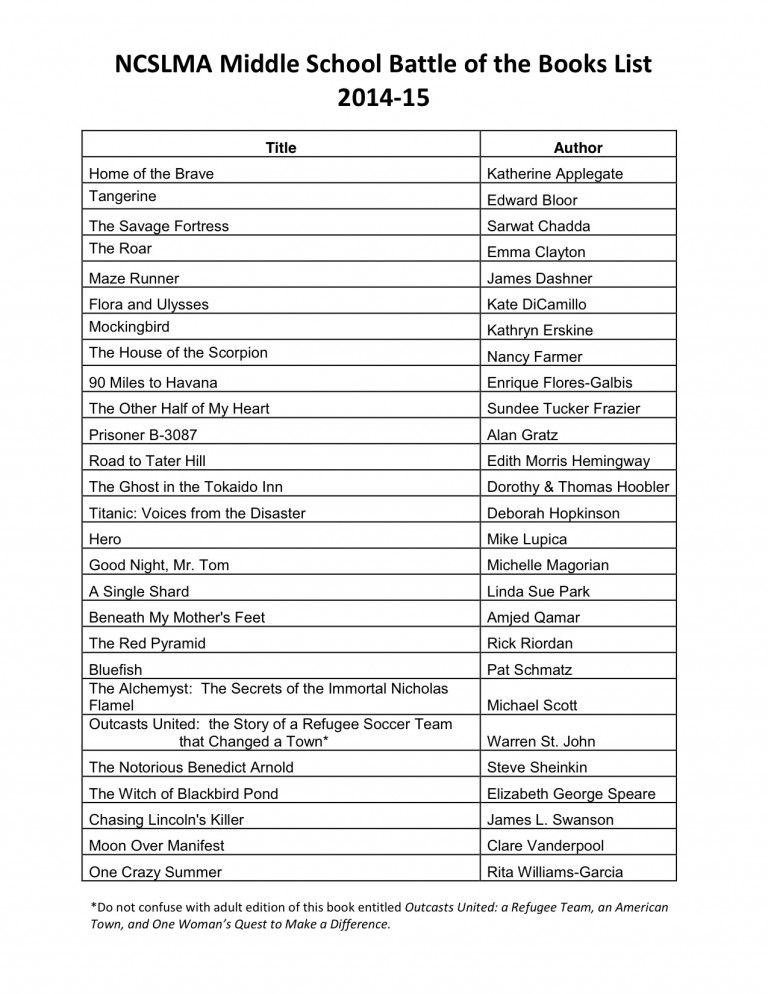 NCSLMA Middle School Battle of the Books List
2014-15
Title Author
Home of the Brave Katherine Applegate
Tangerine Edward Bloor
The Savage Fortress Sarwat Chadda
The Roar Emma Clayton
Maze Runner James Dashner
Flora and Ulysses Kate DiCamillo
Mockingbird Kathryn Erskine
The House of the Scorpion Nancy Farmer
90 Miles to Havana Enrique Flores-Galbis
The Other Half of My Heart Sundee Tucker Frazier
Prisoner B-3087 Alan Gratz
Road to Tater Hill Edith Morris Hemingway
The Ghost in the Tokaido Inn Dorothy & Thomas Hoobler
Titanic: Voices from the Disaster Deborah Hopkinson
Hero Mike Lupica
Good Night, Mr. Tom Michelle Magorian
A Single Shard Linda Sue Park
Beneath My Mother's Feet Amjed Qamar
The Red Pyramid Rick Riordan
Bluefish Pat Schmatz
The Alchemyst: The Secrets of the Immortal Nicholas
Flamel Michael Scott
Outcasts United: the Story of a Refugee Soccer Team
that Changed a Town* Warren St. John
The Notorious Benedict Arnold Steve Sheinkin
The Witch of Blackbird Pond Elizabeth George Speare
Chasing Lincoln's Killer James L. Swanson
Moon Over Manifest Clare Vanderpool
One Crazy Summer Rita Williams-Garcia
*Do not confuse with adult edition of this book entitled Outcasts United: a Refugee Team, an American
Town, and One Woman’s Quest to Make a Difference.